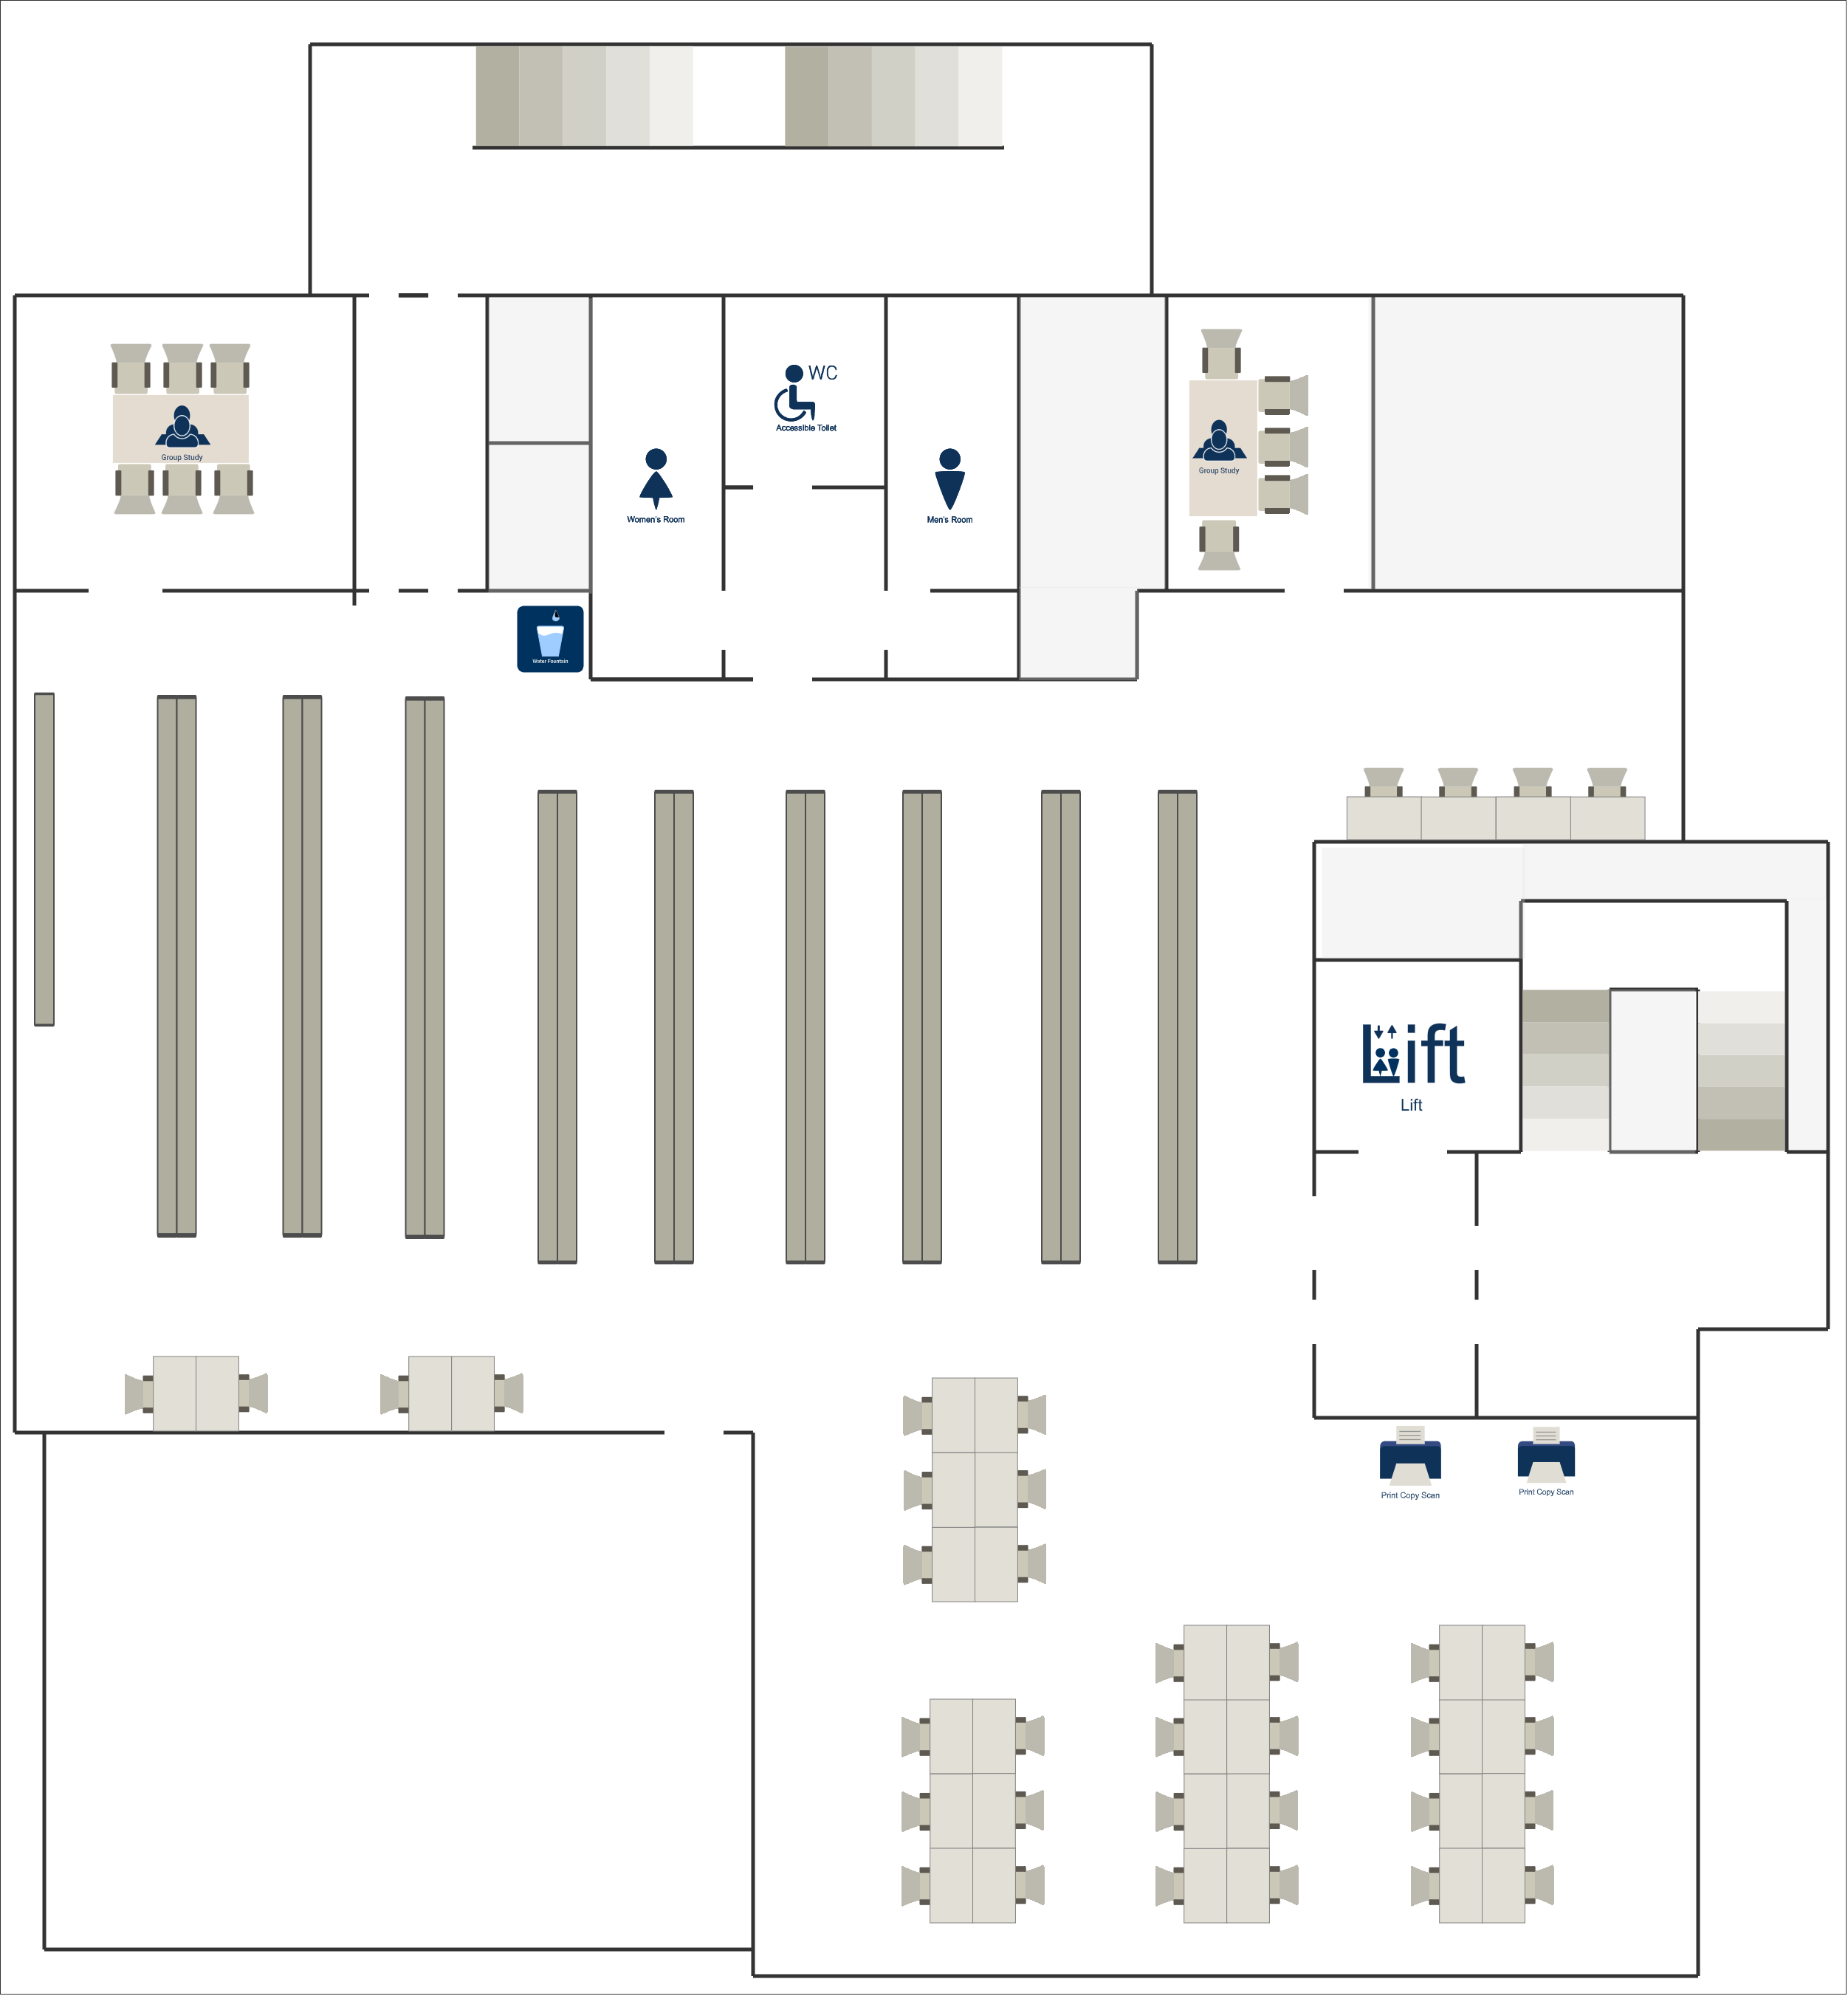 WC
Accessible Toilet
Group Study
Group Study
Women's Room
Men's Room
Water Fountain
Lift
Lift
Print Copy Scan
Print Copy Scan